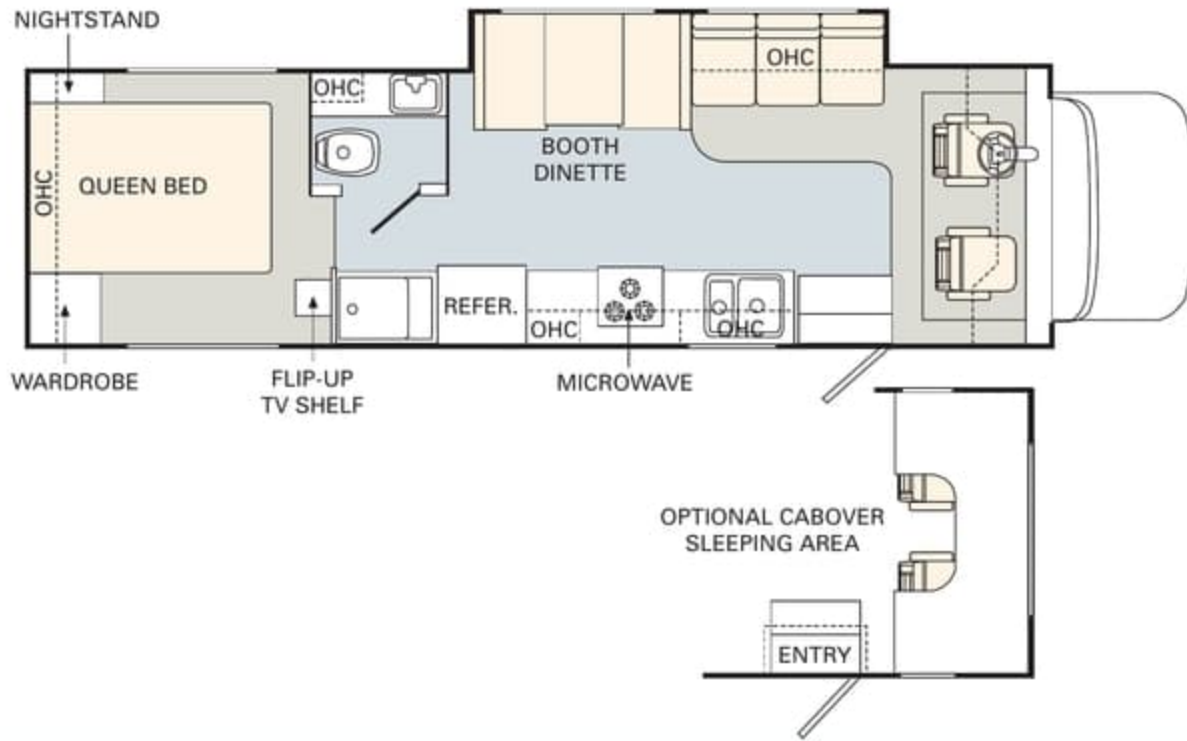 NIGHTSTAND
OHC
OHC
OHC
QUEEN BED
BOOTH
DINETTE
REFER.
OHC
OHC
WARDROBE
FLIP-UP
TV SHELF
MICROWAVE
OPTIONAL CABOVER
SLEEPING AREA
ENTRY